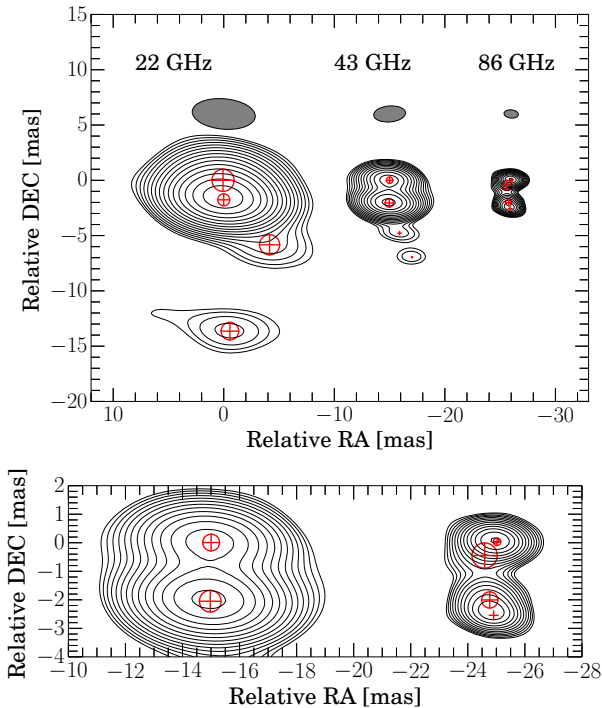 22 GHz 43 GHz 86 GHz
Relative DEC [mas]
15
10
5
0
−5
−10
−15
−20
10 0 −10 −20 −30
Relative RA [mas]
Relative DEC [mas]
2
1
0
−1
−2
−3
−4
−10 −12 −14 −16 −18 −20 −22 −24 −26 −28
Relative RA [mas]